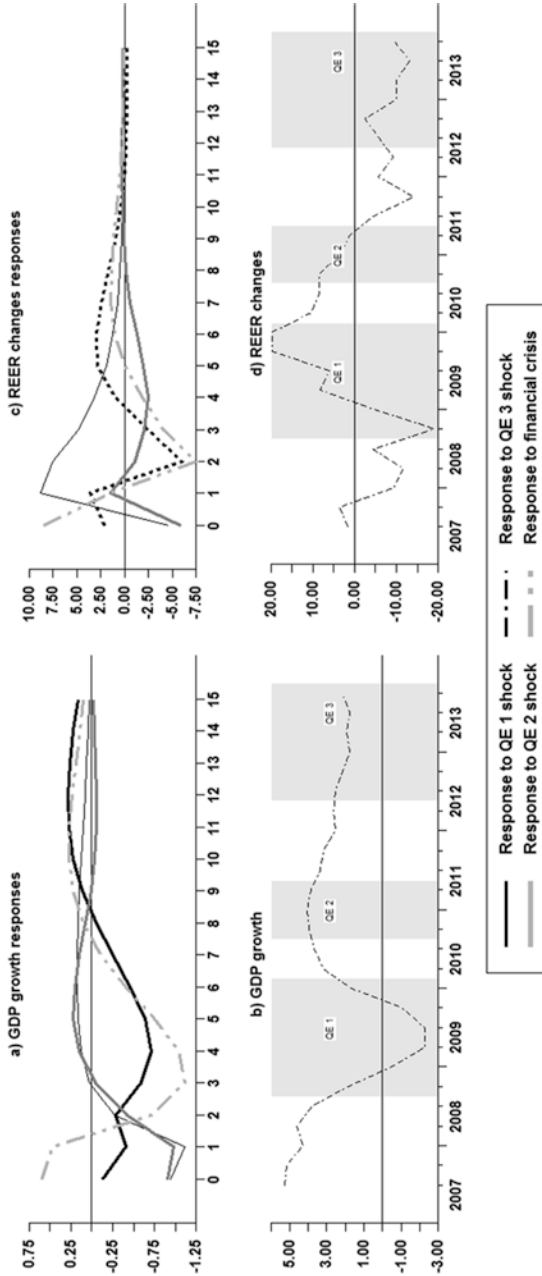 a) GDP growth responses
0.75
0.25
-0.25
-0.75
-1.25
0 1 2 3 4 5 6 7 8 9 10 11 12 13 14 15
c) REER changes responses
10.00
7.50
5.00
2.50
0.00
-2.50
-5.00
-7.50
0 1 2 3 4 5 6 7 8 9 10 11 12 13 14 15
b) GDP growth
5.00
3.00
1.00
-1.00
-3.00
QE 1
QE 2
QE 3
2007 2008 2009 2010 2011 2012 2013
d) REER changes
20.00
10.00
0.00
-10.00
-20.00
QE 1
QE 2
QE 3
2007 2008 2009 2010 2011 2012 2013
Response to QE 1 shock
Response to QE 3 shock
Response to QE 2 shock
Response to financial crisis